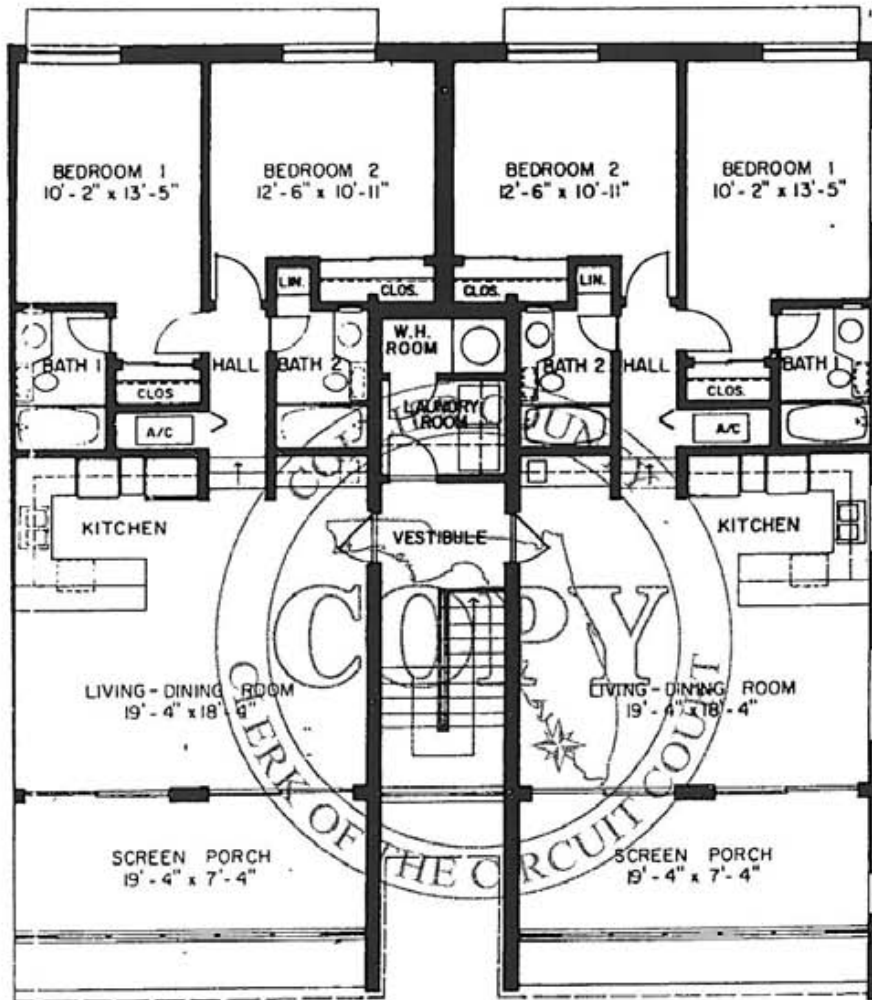 BEDROOM 1
10'-2" x 13'-5"
BEDROOM 2
12'-6" x 10'-11"
BEDROOM 2
12'-6" x 10'-11"
BEDROOM 1
10'-2" x 13'-5"
LIN.
CLOS.
CLOS.
LIN.
BATH 1
HALL
BATH 2
W.H.
ROOM
BATH 2
HALL
BATH 1
CLOS
CLOS.
LAUNDRY
ROOM
A/C
A/C
KITCHEN
VESTIBULE
KITCHEN
COPY
LIVING-DINING ROOM
19'-4" x 18'-4"
LIVING-DINING ROOM
19'-4" x 18'-4"
CLERK OF THE CIRCUIT COURT
SCREEN PORCH
19'-4" x 7'-4"
SCREEN PORCH
19'-4" x 7'-4"